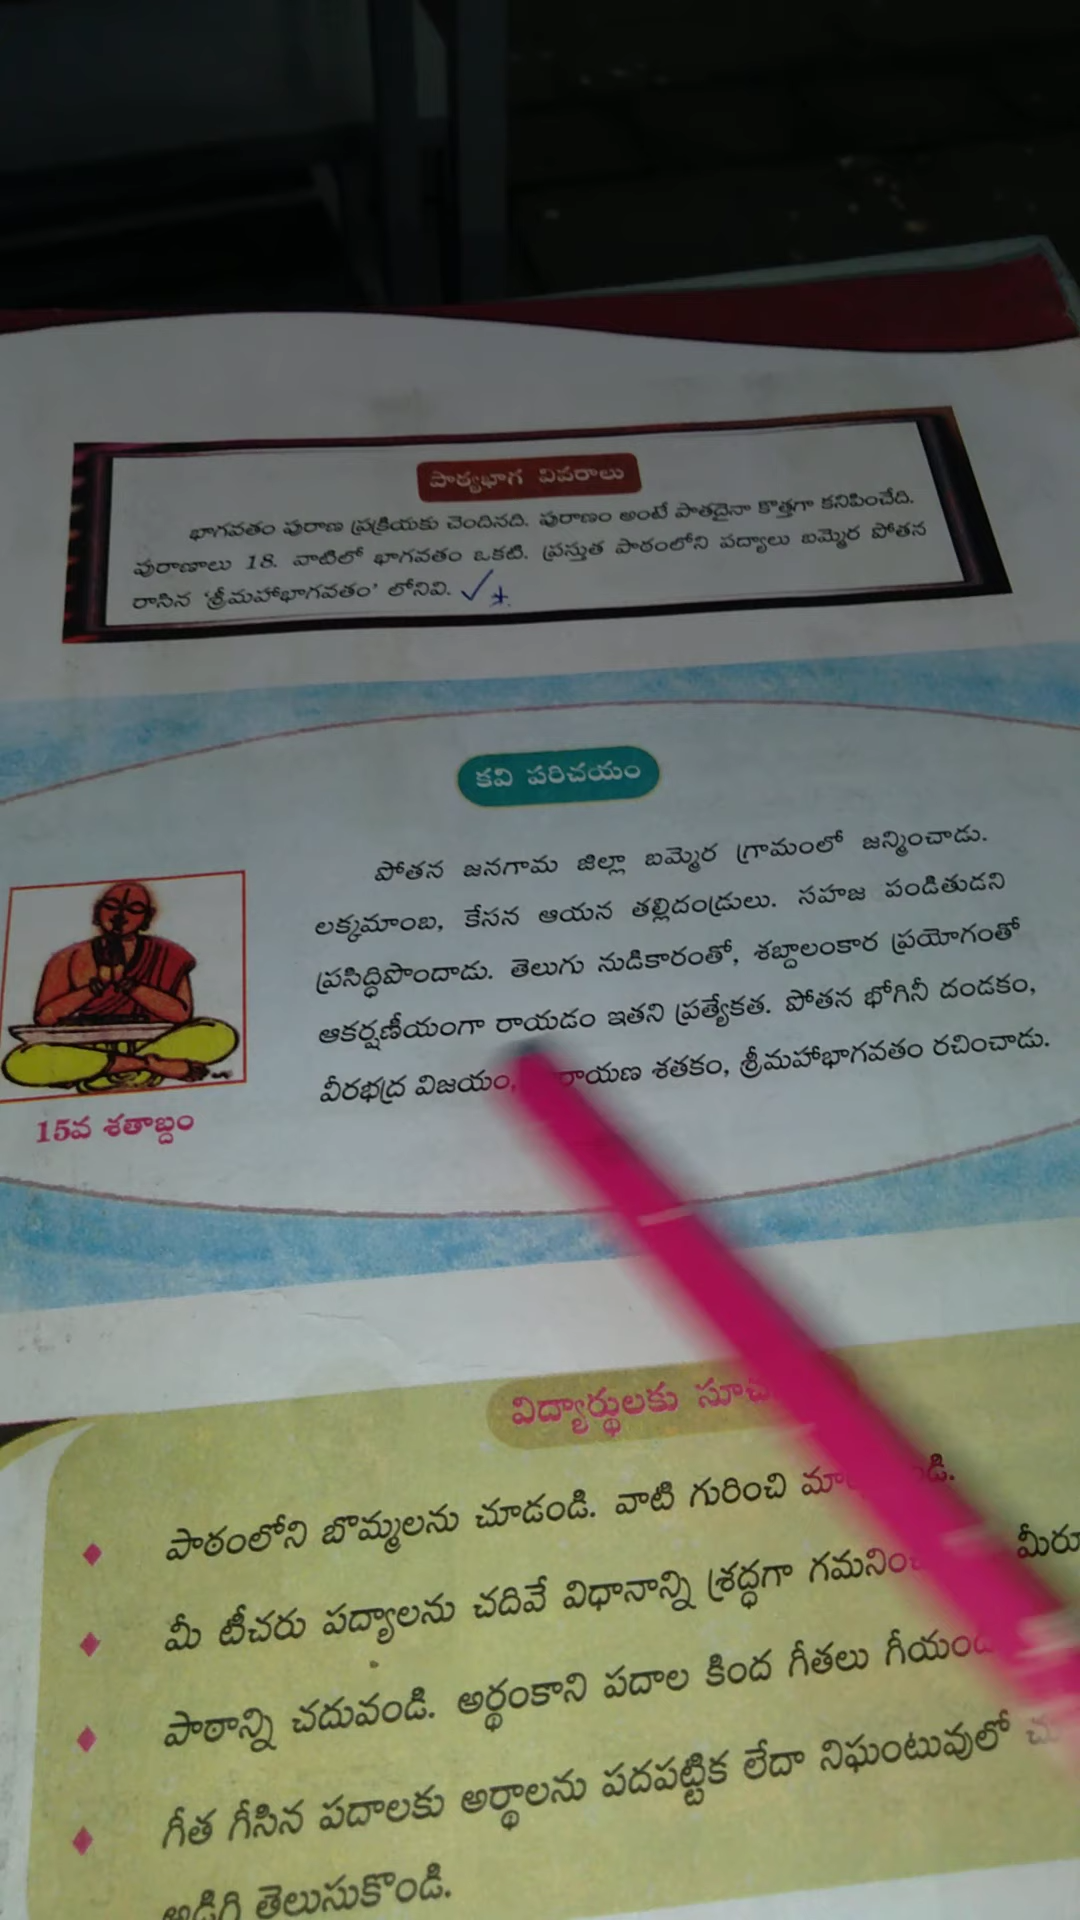 పాఠ్యభాగ వివరాలు
భాగవతం పురాణ ప్రక్రియకు చెందినది. పురాణం అంటే పాతదైనా కొత్తగా కనిపించేది.
పురాణాలు 18. వాటిలో భాగవతం ఒకటి. ప్రస్తుత పాఠంలోని పద్యాలు బమ్మెర పోతన
రాసిన ‘శ్రీమహాభాగవతం’ లోనివి.
కవి పరిచయం
పోతన జనగామ జిల్లా బమ్మెర గ్రామంలో జన్మించాడు.
లక్కమాంబ, కేసన ఆయన తల్లిదండ్రులు. సహజ పండితుడని
ప్రసిద్ధిపొందాడు. తెలుగు నుడికారంతో, శబ్దాలంకార ప్రయోగంతో
ఆకర్షణీయంగా రాయడం ఇతని ప్రత్యేకత. పోతన భోగినీ దండకం,
వీరభద్ర విజయం, శతకం, శ్రీమహాభాగవతం రచించాడు.
15వ శతాబ్దం
విద్యార్థులకు
పాఠంలోని బొమ్మలను చూడండి. వాటి గురించి
మీ టీచరు పద్యాలను చదివే విధానాన్ని శ్రద్ధగా
పాఠాన్ని చదువండి. అర్థంకాని పదాల కింద గీతలు
గీత గీసిన పదాలకు అర్థాలను పదపట్టిక లేదా నిఘంటువులో
అడిగి తెలుసుకొండి.